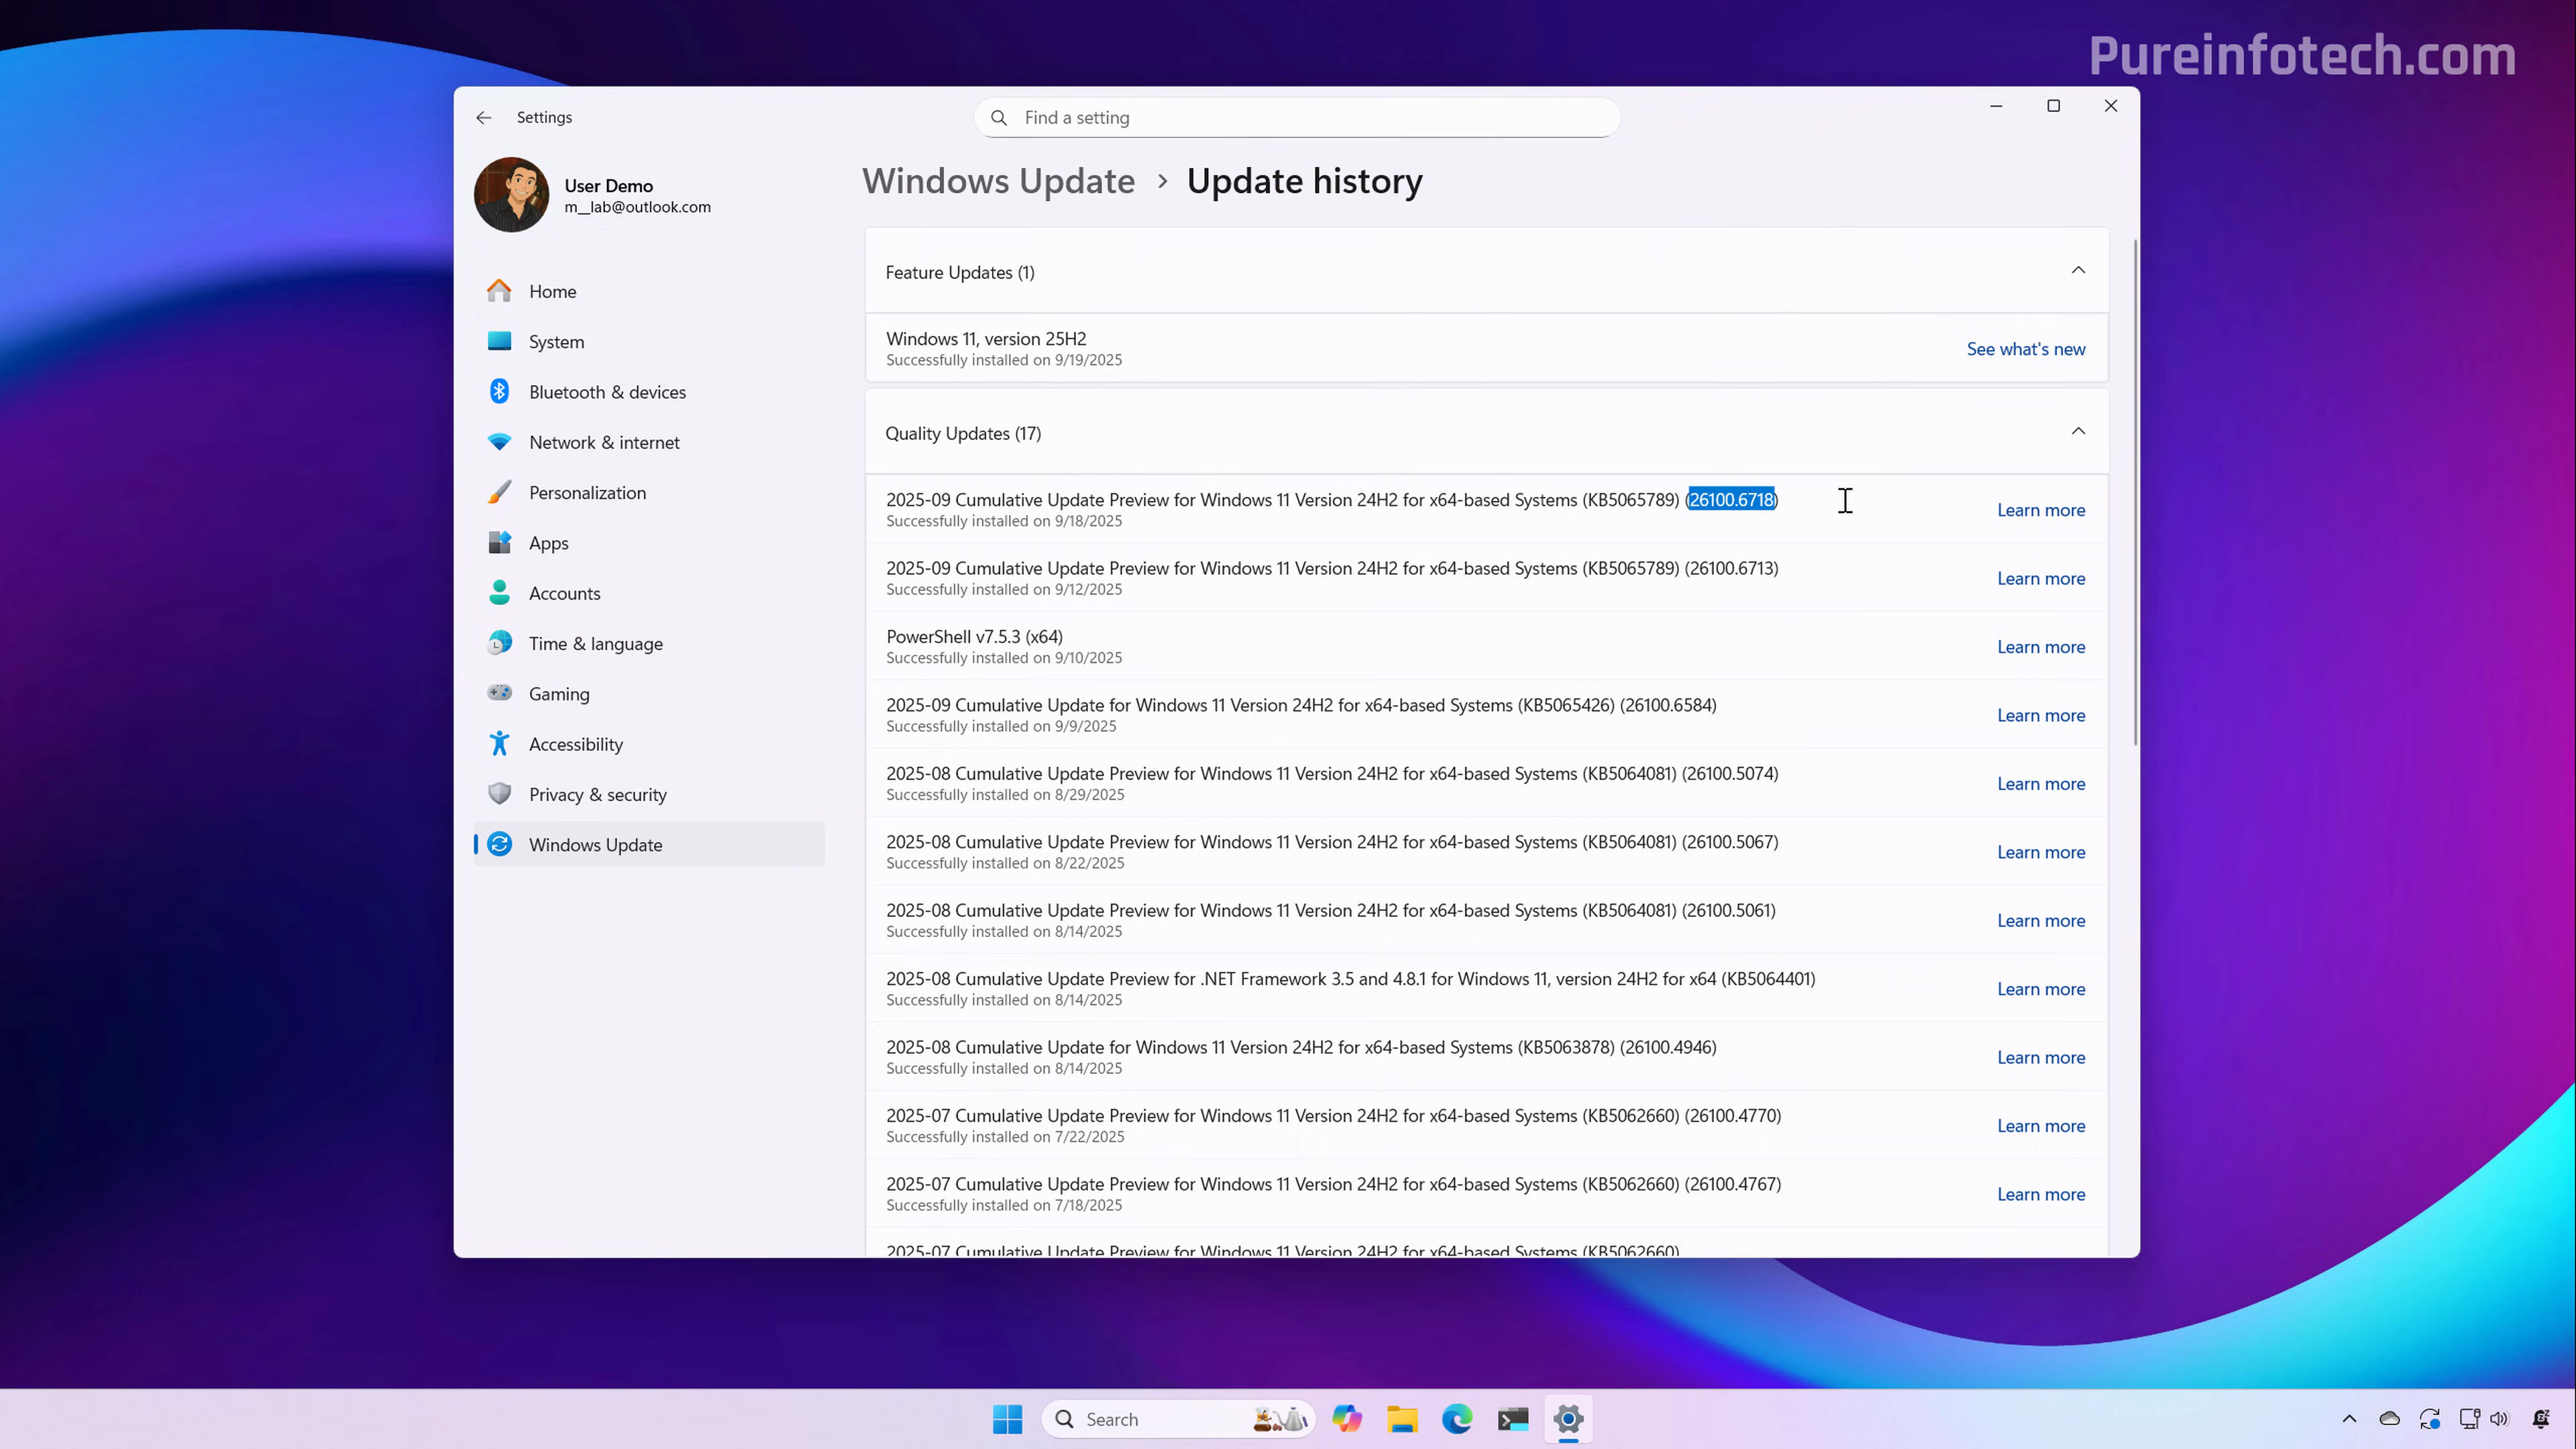 Pureinfotech.com
Settings
Find a setting
User Demo
m__lab@outlook.com
Home
System
Bluetooth & devices
Network & internet
Personalization
Apps
Accounts
Time & language
Gaming
Accessibility
Privacy & security
Windows Update
Windows Update > Update history
Feature Updates (1)
Windows 11, version 25H2
Successfully installed on 9/19/2025
See what's new
Quality Updates (17)
2025-09 Cumulative Update Preview for Windows 11 Version 24H2 for x64-based Systems (KB5065789) (26100.6718)
Successfully installed on 9/18/2025
Learn more
2025-09 Cumulative Update Preview for Windows 11 Version 24H2 for x64-based Systems (KB5065789) (26100.6713)
Successfully installed on 9/12/2025
Learn more
PowerShell v7.5.3 (x64)
Successfully installed on 9/10/2025
Learn more
2025-09 Cumulative Update for Windows 11 Version 24H2 for x64-based Systems (KB5065426) (26100.6584)
Successfully installed on 9/9/2025
Learn more
2025-08 Cumulative Update Preview for Windows 11 Version 24H2 for x64-based Systems (KB5064081) (26100.5074)
Successfully installed on 8/29/2025
Learn more
2025-08 Cumulative Update Preview for Windows 11 Version 24H2 for x64-based Systems (KB5064081) (26100.5067)
Successfully installed on 8/22/2025
Learn more
2025-08 Cumulative Update Preview for Windows 11 Version 24H2 for x64-based Systems (KB5064081) (26100.5061)
Successfully installed on 8/14/2025
Learn more
2025-08 Cumulative Update Preview for .NET Framework 3.5 and 4.8.1 for Windows 11, version 24H2 for x64 (KB5064401)
Successfully installed on 8/14/2025
Learn more
2025-08 Cumulative Update for Windows 11 Version 24H2 for x64-based Systems (KB5063878) (26100.4946)
Successfully installed on 8/14/2025
Learn more
2025-07 Cumulative Update Preview for Windows 11 Version 24H2 for x64-based Systems (KB5062660) (26100.4770)
Successfully installed on 7/22/2025
Learn more
2025-07 Cumulative Update Preview for Windows 11 Version 24H2 for x64-based Systems (KB5062660) (26100.4767)
Successfully installed on 7/18/2025
Learn more
2025-07 Cumulative Update Preview for Windows 11 Version 24H2 for x64-based Systems (KB5062660)
Search